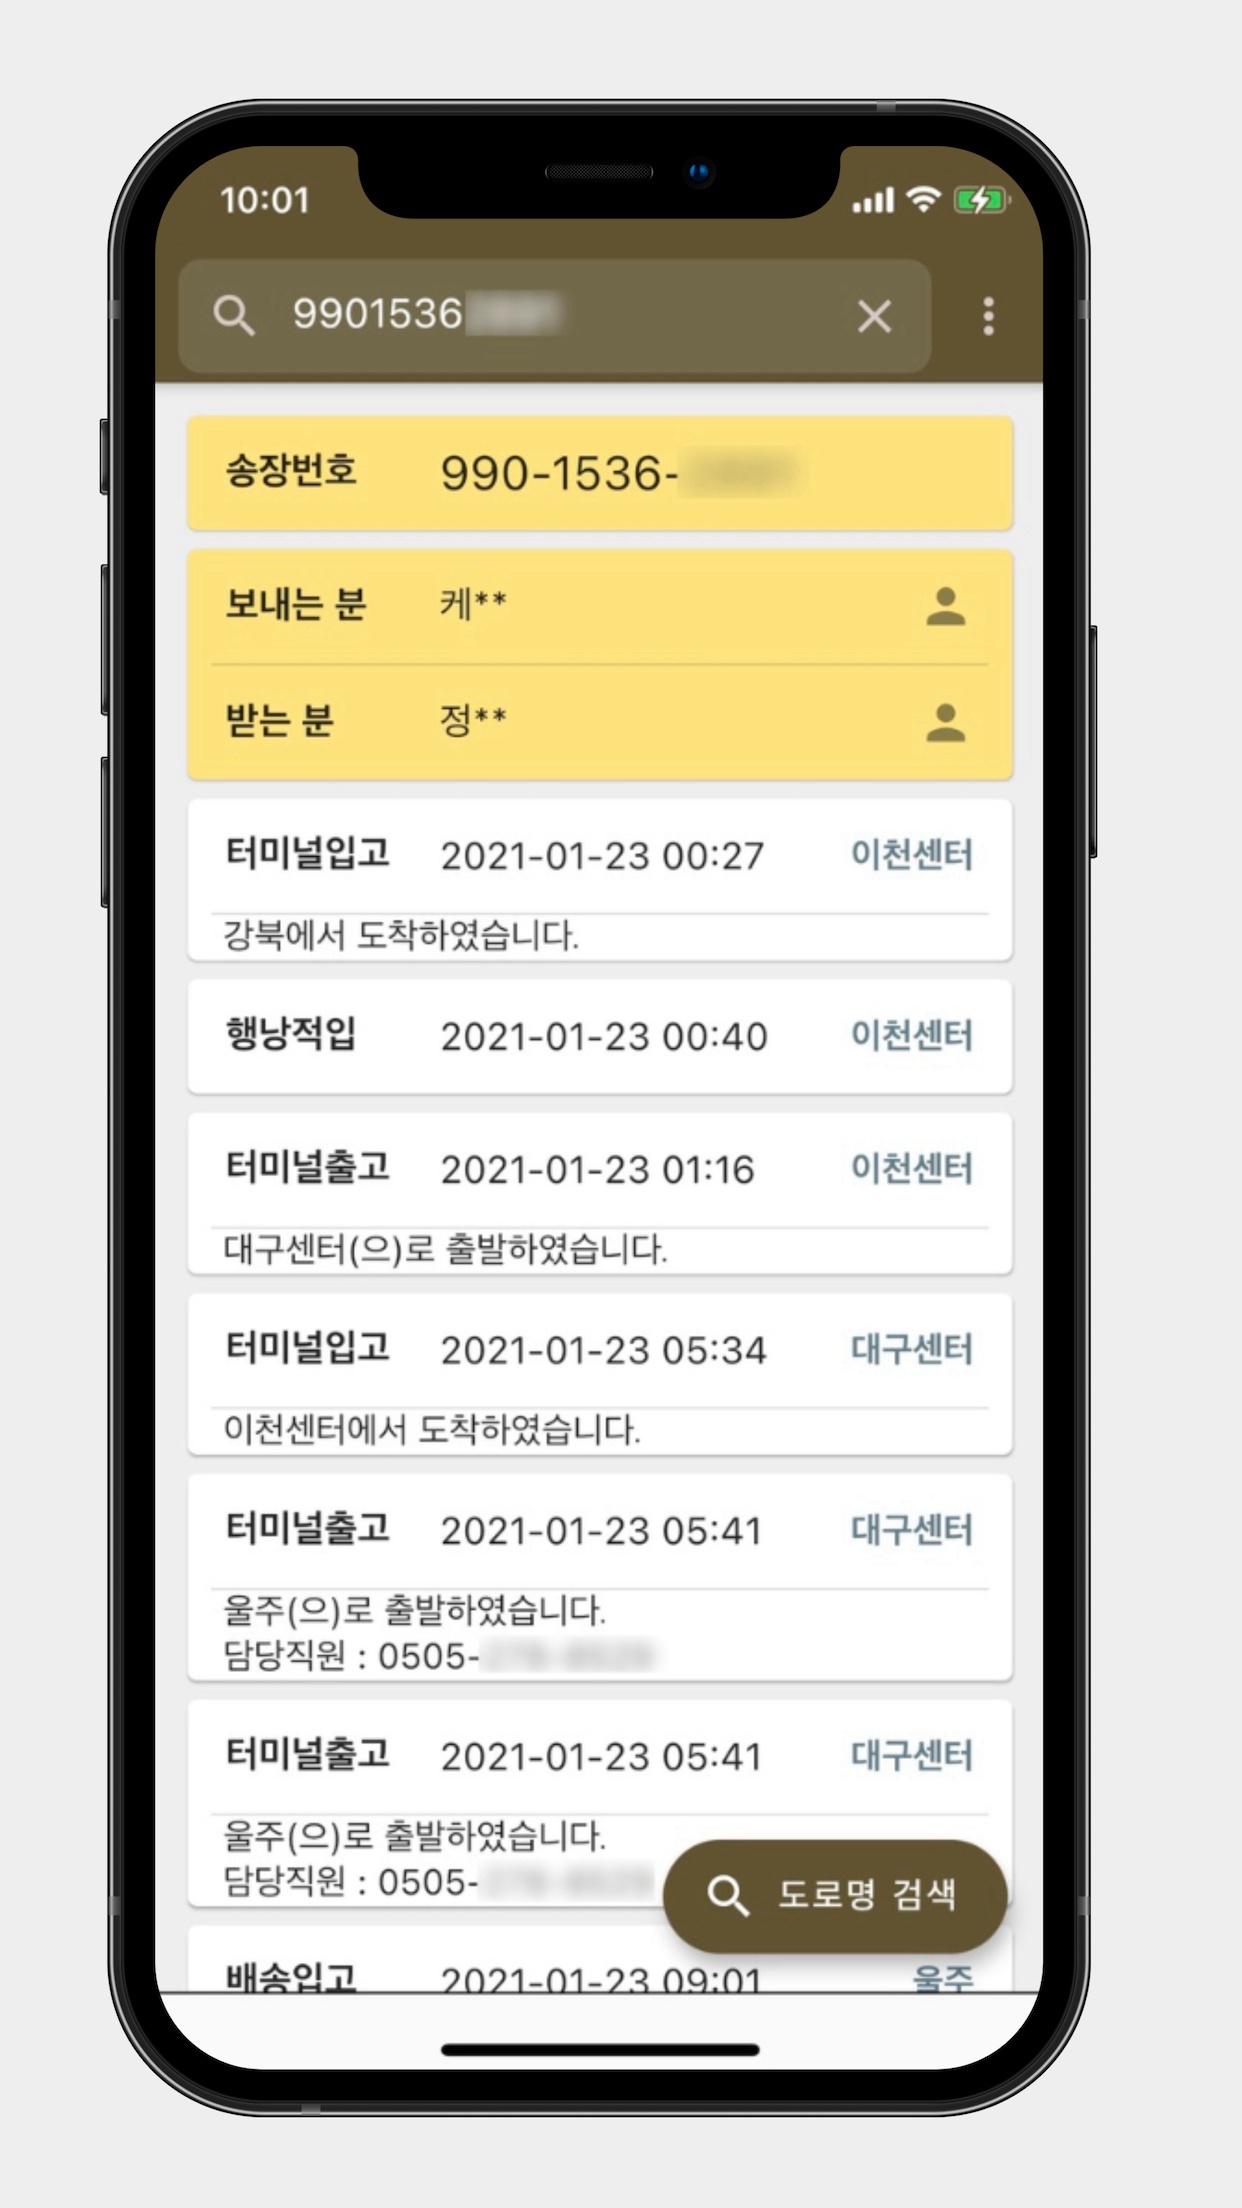 10:01
9901536
송장번호 990-1536-
보내는 분 케**
받는 분 정**
터미널입고 2021-01-23 00:27 이천센터
강북에서 도착하였습니다.
행낭적입 2021-01-23 00:40 이천센터
터미널출고 2021-01-23 01:16 이천센터
대구센터(으)로 출발하였습니다.
터미널입고 2021-01-23 05:34 대구센터
이천센터에서 도착하였습니다.
터미널출고 2021-01-23 05:41 대구센터
울주(으)로 출발하였습니다.
담당직원 : 0505-
터미널출고 2021-01-23 05:41 대구센터
울주(으)로 출발하였습니다.
담당직원 : 0505-
도로명 검색
배송입고 2021-01-23 09:01 울주